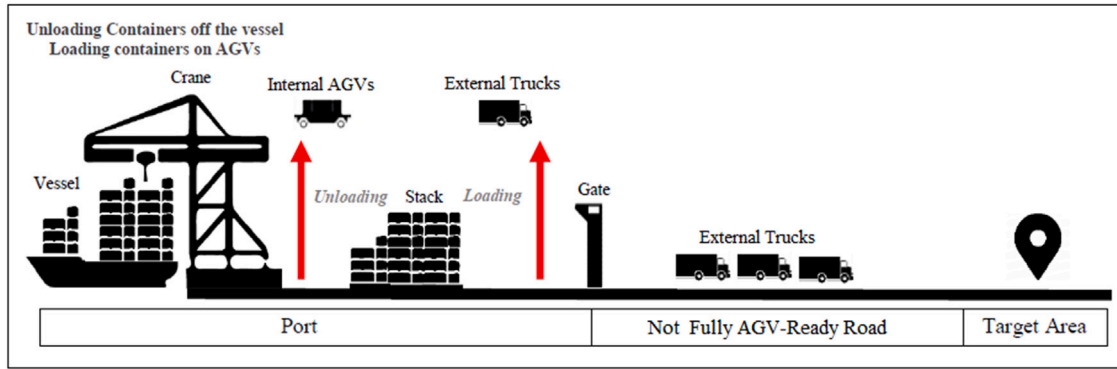 Unloading Containers off the vessel
Loading containers on AGVs
Crane
Internal AGVs
External Trucks
Vessel
Unloading
Stack
Loading
Gate
External Trucks
Port
Not Fully AGV-Ready Road
Target Area